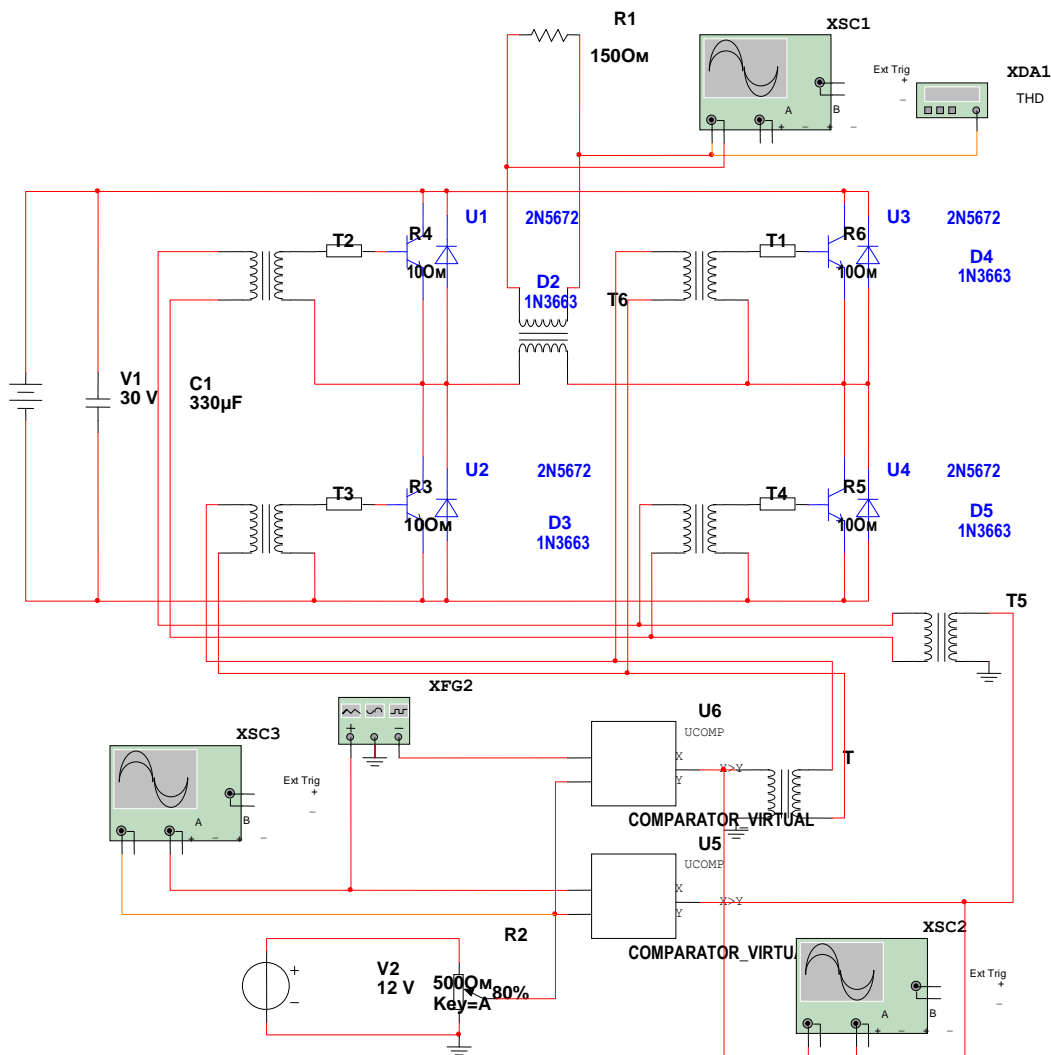 R1
150Ом
XSC1
A
B
Ext Trig
+
−
XDA1
THD
U1
2N5672
U3
2N5672
T2
R4
10Ом
T1
R6
10Ом
D2
1N3663
D4
1N3663
T6
V1
30 V
C1
330µF
U2
2N5672
U4
2N5672
T3
R3
10Ом
T4
R5
10Ом
D3
1N3663
D5
1N3663
T5
XFG2
XSC3
A
B
Ext Trig
+
−
U6
UCOMP
X
Y
X>Y
T
COMPARATOR_VIRTUAL
U5
UCOMP
X
Y
X>Y
COMPARATOR_VIRTUA
R2
V2
12 V
500Ом
Key=A
80%
XSC2
A
B
Ext Trig
+
−